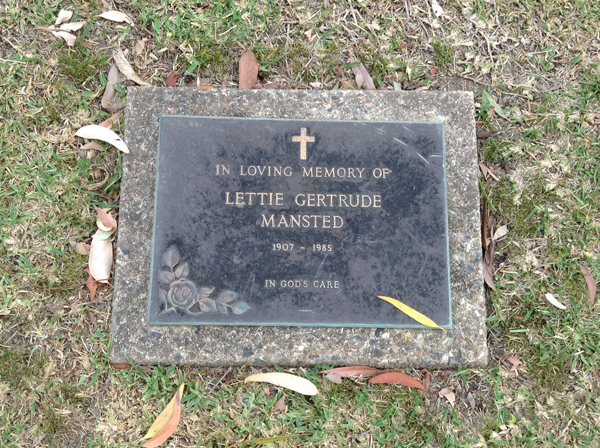 IN LOVING MEMORY OF
LETTIE GERTRUDE
MANSTED
1907 - 1985
IN GOD'S CARE